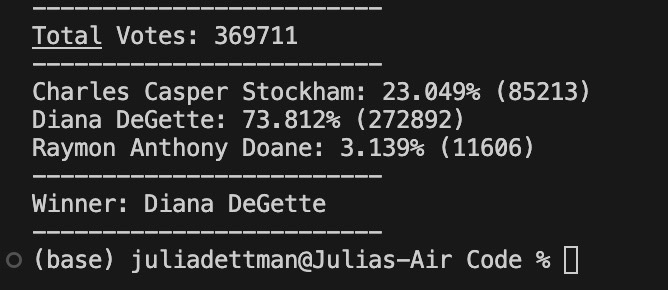 -------------------------
Total Votes: 369711
-------------------------
Charles Casper Stockham: 23.049% (85213)
Diana DeGette: 73.812% (272892)
Raymon Anthony Doane: 3.139% (11606)
-------------------------
Winner: Diana DeGette
-------------------------
(base) juliadettman@Julias-Air Code %